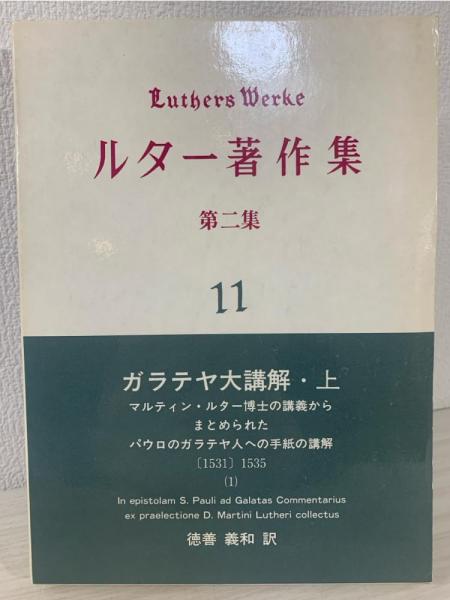 Luthers Werke
ルター著作集
第二集
11
ガラテヤ大講解・上
マルティン・ルター博士の講義から
まとめられた
パウロのガラテヤ人への手紙の講解
〔1531〕1535
(1)
In epistolam S. Pauli ad Galatas Commentarius
ex praelectione D. Martini Lutheri collectus
徳善 義和 訳